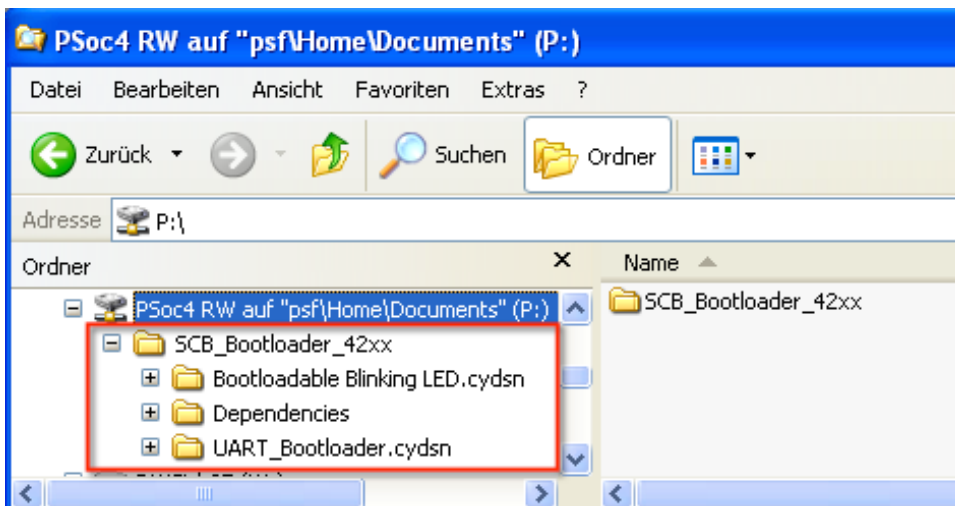 PSoc4 RW auf "psf\Home\Documents" (P:)
Datei Bearbeiten Ansicht Favoriten Extras ?
Zurück Suchen Ordner
Adresse P:\
Ordner x Name
PSoc4 RW auf "psf\Home\Documents" (P:) SCB_Bootloader_42xx
SCB_Bootloader_42xx
Bootloadable Blinking LED.cydsn
Dependencies
UART_Bootloader.cydsn